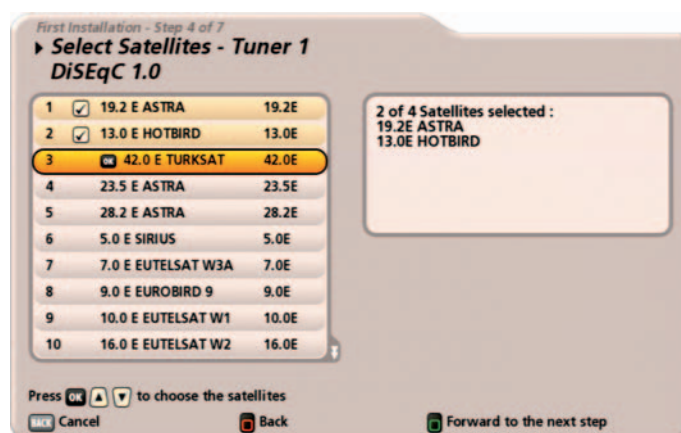 First Installation - Step 4 of 7
Select Satellites - Tuner 1
DiSEqC 1.0
1 19.2 E ASTRA 19.2E
2 13.0 E HOTBIRD 13.0E
3 OK 42.0 E TURKSAT 42.0E
4 23.5 E ASTRA 23.5E
5 28.2 E ASTRA 28.2E
6 5.0 E SIRIUS 5.0E
7 7.0 E EUTELSAT W3A 7.0E
8 9.0 E EUROBIRD 9 9.0E
9 10.0 E EUTELSAT W1 10.0E
10 16.0 E EUTELSAT W2 16.0E
2 of 4 Satellites selected :
19.2E ASTRA
13.0E HOTBIRD
Press OK to choose the satellites
BACK Cancel Back Forward to the next step